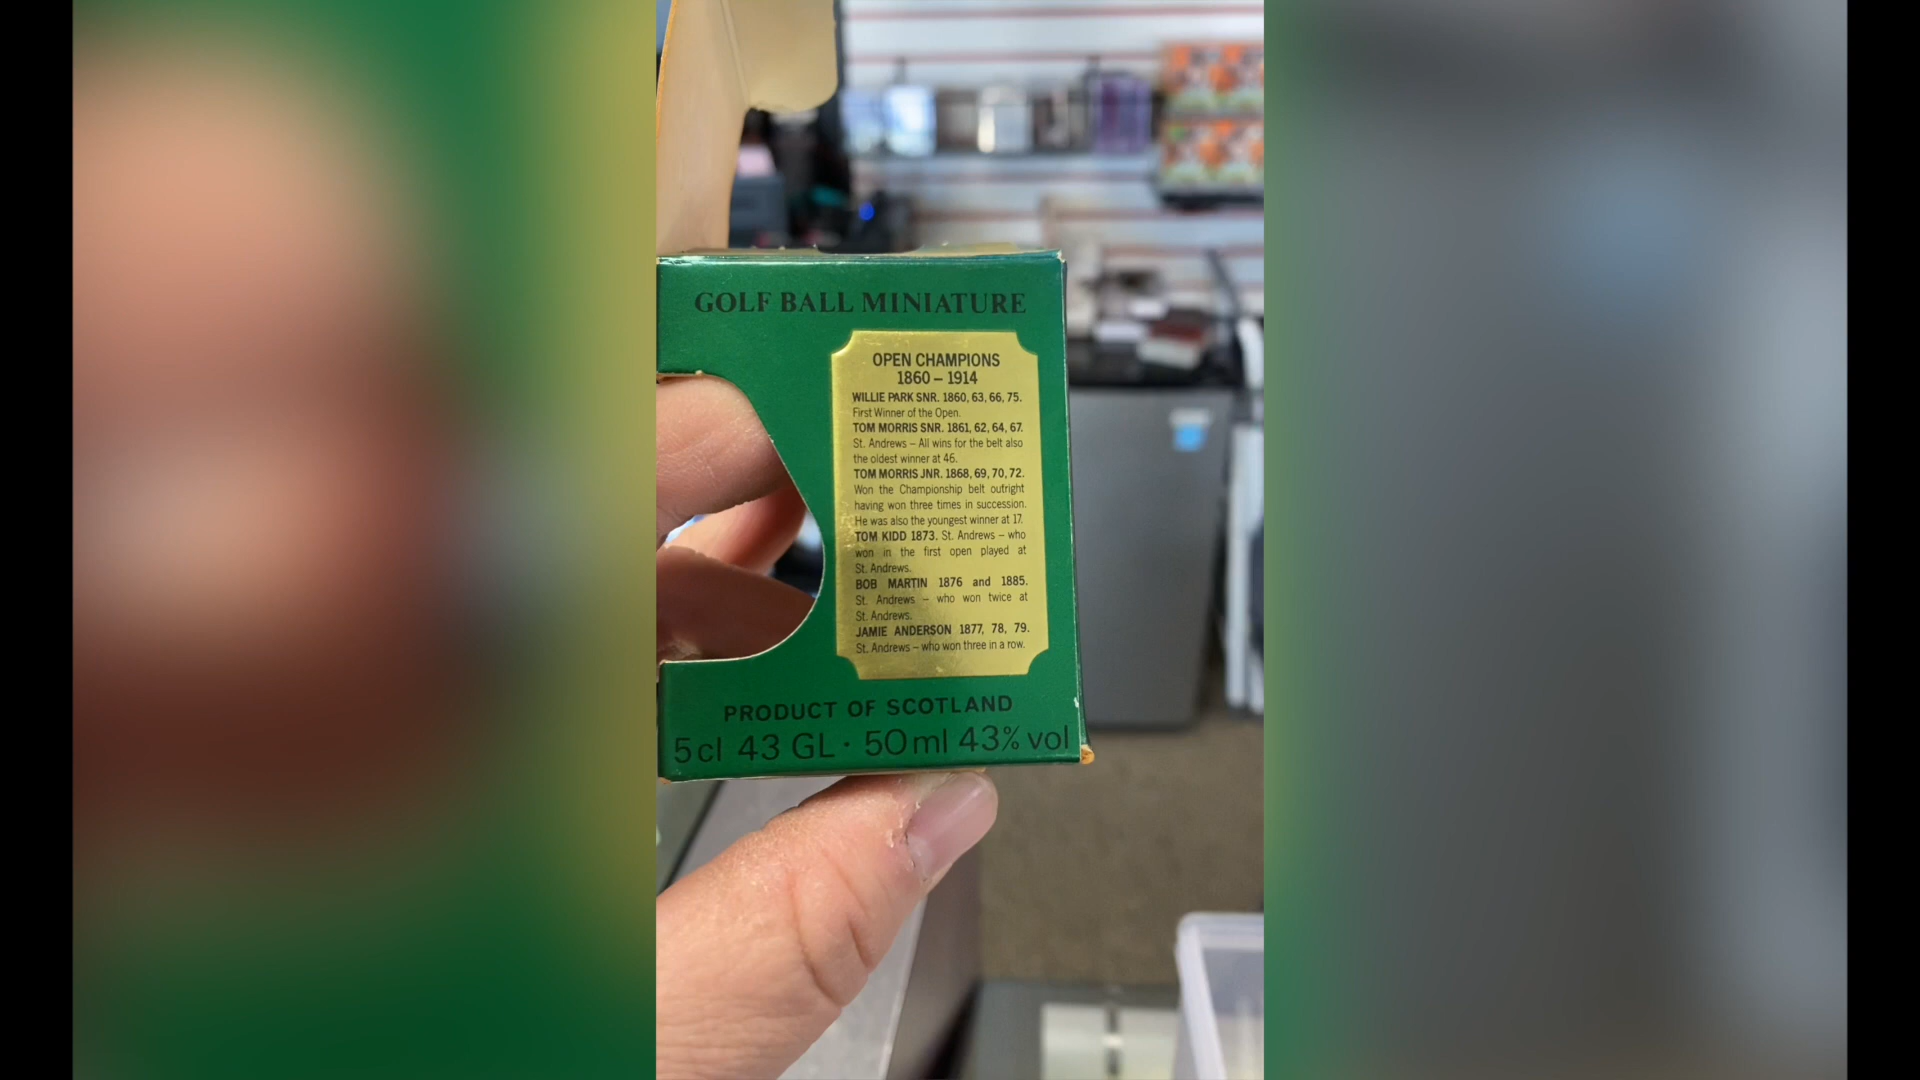 GOLF BALL MINIATURE
OPEN CHAMPIONS
1860 – 1914
WILLIE PARK SNR. 1860, 63, 66, 75.
First Winner of the Open.
TOM MORRIS SNR. 1861, 62, 64, 67.
St. Andrews – All wins for the belt also
the oldest winner at 46.
TOM MORRIS JNR. 1868, 69, 70, 72.
Won the Championship belt outright
having won three times in succession.
He was also the youngest winner at 17.
TOM KIDD 1873. St. Andrews – who
won in the first open played at
St. Andrews.
BOB MARTIN 1876 and 1885.
St. Andrews – who won twice at
St. Andrews.
JAMIE ANDERSON 1877, 78, 79.
St. Andrews – who won three in a row.
PRODUCT OF SCOTLAND
5cl 43 GL · 50ml 43% vol